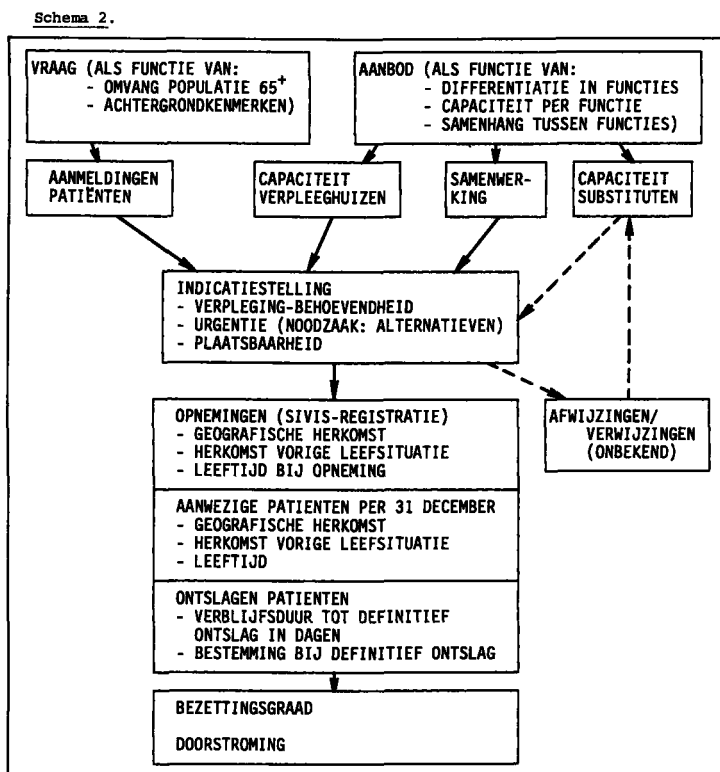 Schema 2.
VRAAG (ALS FUNCTIE VAN:
- OMVANG POPULATIE 65⁺
- ACHTERGRONDKENMERKEN)
AANBOD (ALS FUNCTIE VAN:
- DIFFERENTIATIE IN FUNCTIES
- CAPACITEIT PER FUNCTIE
- SAMENHANG TUSSEN FUNCTIES)
AANMELDINGEN
PATIËNTEN
CAPACITEIT
VERPLEEGHUIZEN
SAMENWER-
KING
CAPACITEIT
SUBSTITUTEN
INDICATIESTELLING
- VERPLEGING-BEHOEVENDHEID
- URGENTIE (NOODZAAK: ALTERNATIEVEN)
- PLAATSBAARHEID
OPNEMINGEN (SIVIS-REGISTRATIE)
- GEOGRAFISCHE HERKOMST
- HERKOMST VORIGE LEEFSITUATIE
- LEEFTIJD BIJ OPNEMING
AFWIJZINGEN/
VERWIJZINGEN
(ONBEKEND)
AANWEZIGE PATIENTEN PER 31 DECEMBER
- GEOGRAFISCHE HERKOMST
- HERKOMST VORIGE LEEFSITUATIE
- LEEFTIJD
ONTSLAGEN PATIENTEN
- VERBLIJFSDUUR TOT DEFINITIEF
ONTSLAG IN DAGEN
- BESTEMMING BIJ DEFINITIEF ONTSLAG
BEZETTINGSGRAAD
DOORSTROMING